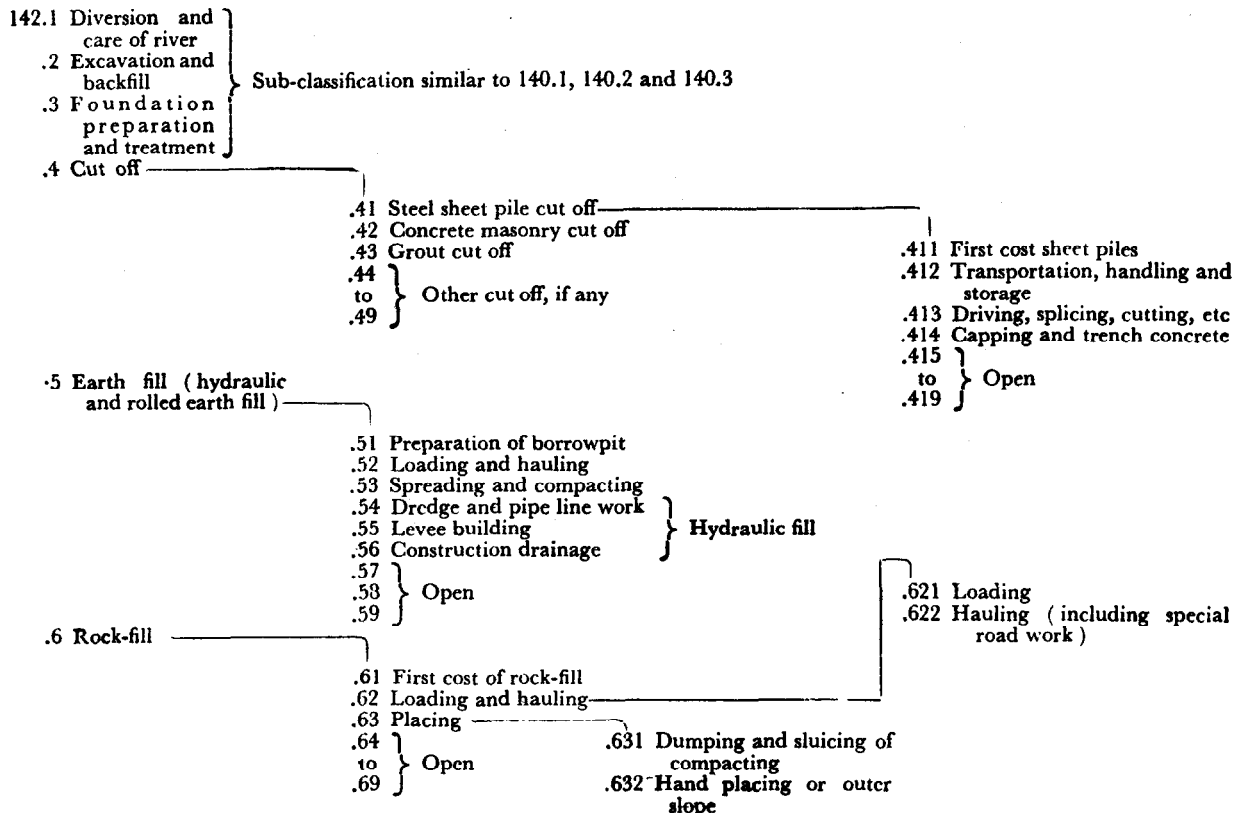 142.1 Diversion and
care of river
.2 Excavation and
backfill
.3 Foundation
preparation
and treatment
Sub-classification similar to 140.1, 140.2 and 140.3
.4 Cut off
.41 Steel sheet pile cut off
.42 Concrete masonry cut off
.43 Grout cut off
.44
to
.49
Other cut off, if any
.411 First cost sheet piles
.412 Transportation, handling and
storage
.413 Driving, splicing, cutting, etc
.414 Capping and trench concrete
.415
to
.419
Open
.5 Earth fill (hydraulic
and rolled earth fill)
.51 Preparation of borrowpit
.52 Loading and hauling
.53 Spreading and compacting
.54 Dredge and pipe line work
.55 Levee building
.56 Construction drainage
Hydraulic fill
.57
.58
.59
Open
.6 Rock-fill
.61 First cost of rock-fill
.62 Loading and hauling
.63 Placing
.64
to
.69
Open
.621 Loading
.622 Hauling (including special
road work)
.631 Dumping and sluicing of
compacting
.632 Hand placing or outer
slope